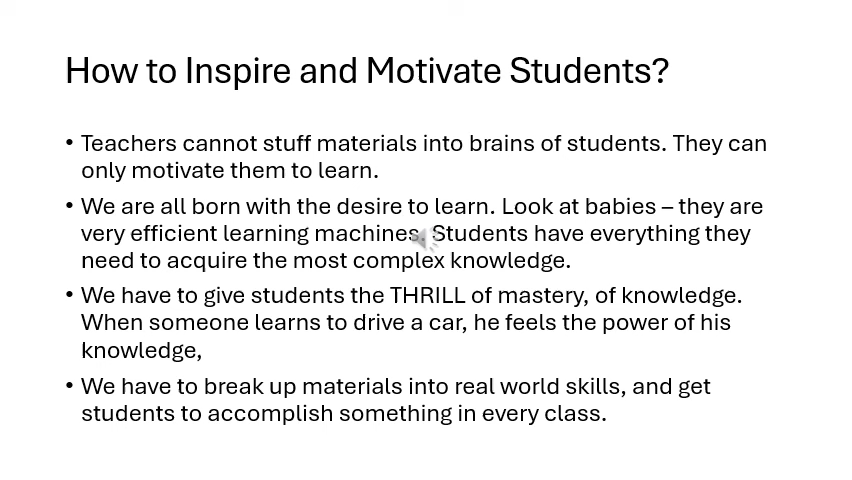 How to Inspire and Motivate Students?
• Teachers cannot stuff materials into brains of students. They can
only motivate them to learn.
• We are all born with the desire to learn. Look at babies – they are
very efficient learning machines. Students have everything they
need to acquire the most complex knowledge.
• We have to give students the THRILL of mastery, of knowledge.
When someone learns to drive a car, he feels the power of his
knowledge,
• We have to break up materials into real world skills, and get
students to accomplish something in every class.